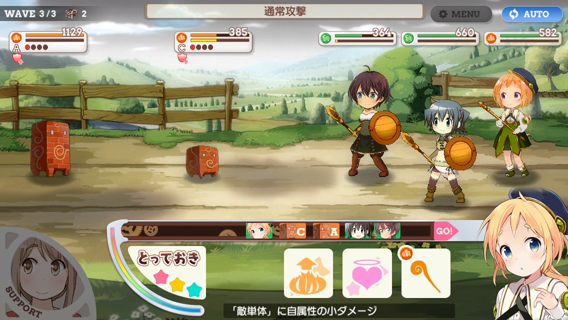 WAVE 3/3 2
通常攻撃
MENU
AUTO
1129
A
385
C
364
660
582
C
A
GO!
とっておき
SUPPORT
「敵単体」に自属性の小ダメージ